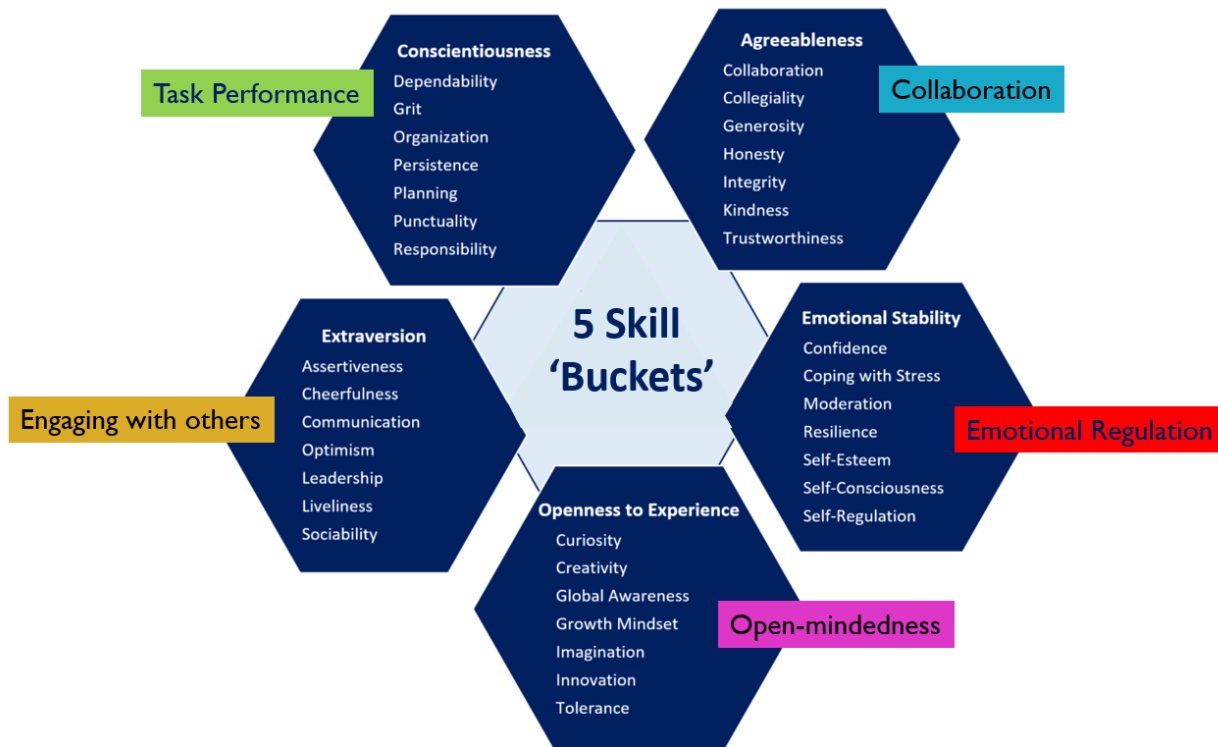 Conscientiousness
Dependability
Grit
Organization
Persistence
Planning
Punctuality
Responsibility
Task Performance
Agreeableness
Collaboration
Collegiality
Generosity
Honesty
Integrity
Kindness
Trustworthiness
Collaboration
5 Skill
‘Buckets’
Extraversion
Assertiveness
Cheerfulness
Communication
Optimism
Leadership
Liveliness
Sociability
Engaging with others
Emotional Stability
Confidence
Coping with Stress
Moderation
Resilience
Self-Esteem
Self-Consciousness
Self-Regulation
Emotional Regulation
Openness to Experience
Curiosity
Creativity
Global Awareness
Growth Mindset
Imagination
Innovation
Tolerance
Open-mindedness